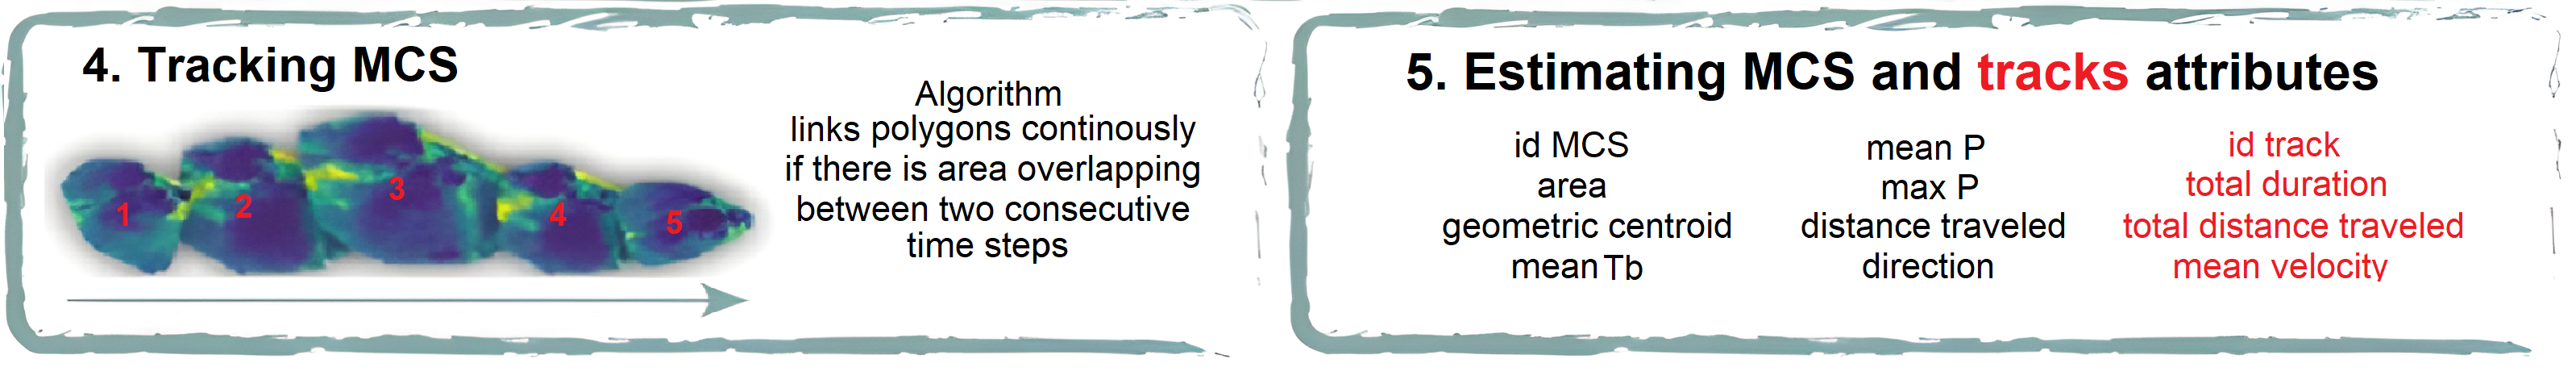 4. Tracking MCS
1
2
3
4
5
Algorithm
links polygons continously
if there is area overlapping
between two consecutive
time steps
5. Estimating MCS and tracks attributes
id MCS
area
geometric centroid
mean Tb
mean P
max P
distance traveled
direction
id track
total duration
total distance traveled
mean velocity